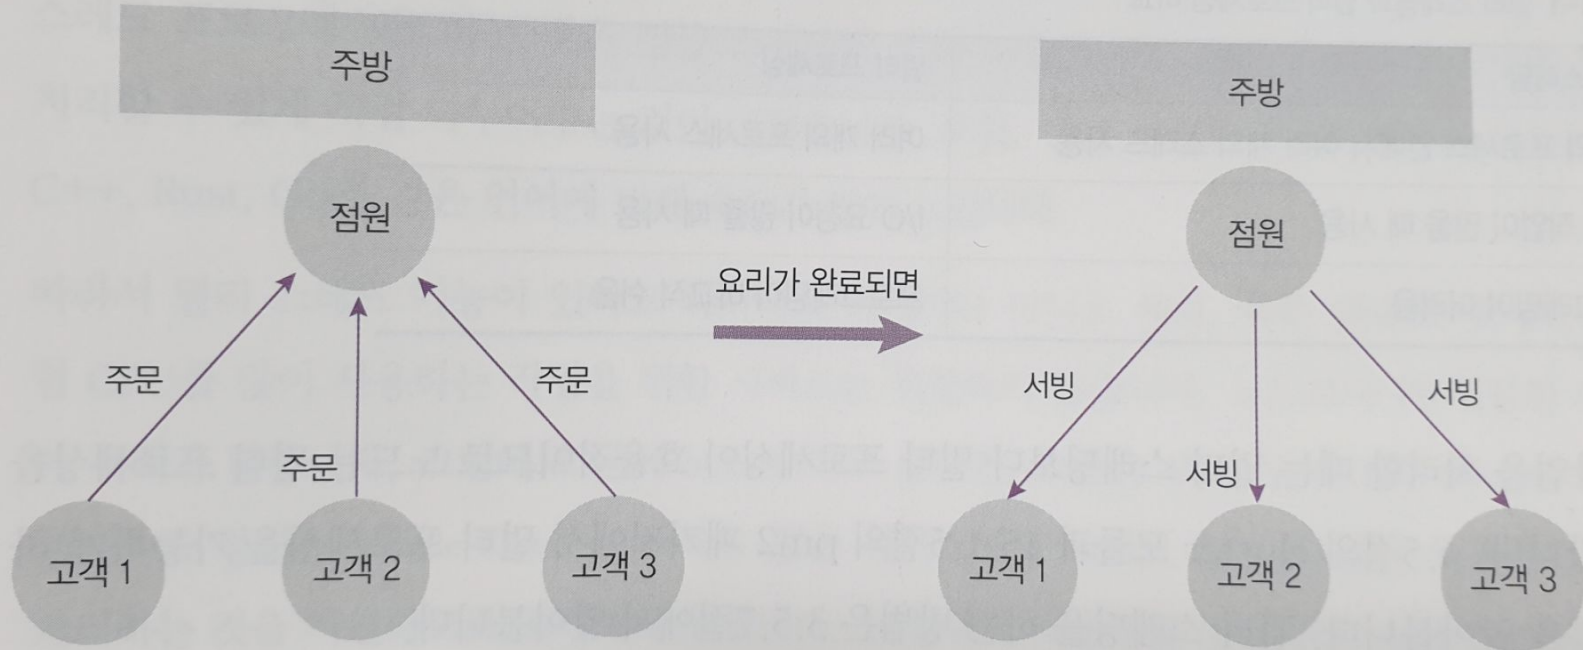 주방
점원
주문
주문
주문
고객 1
고객 2
고객 3
요리가 완료되면
주방
점원
서빙
서빙
서빙
고객 1
고객 2
고객 3